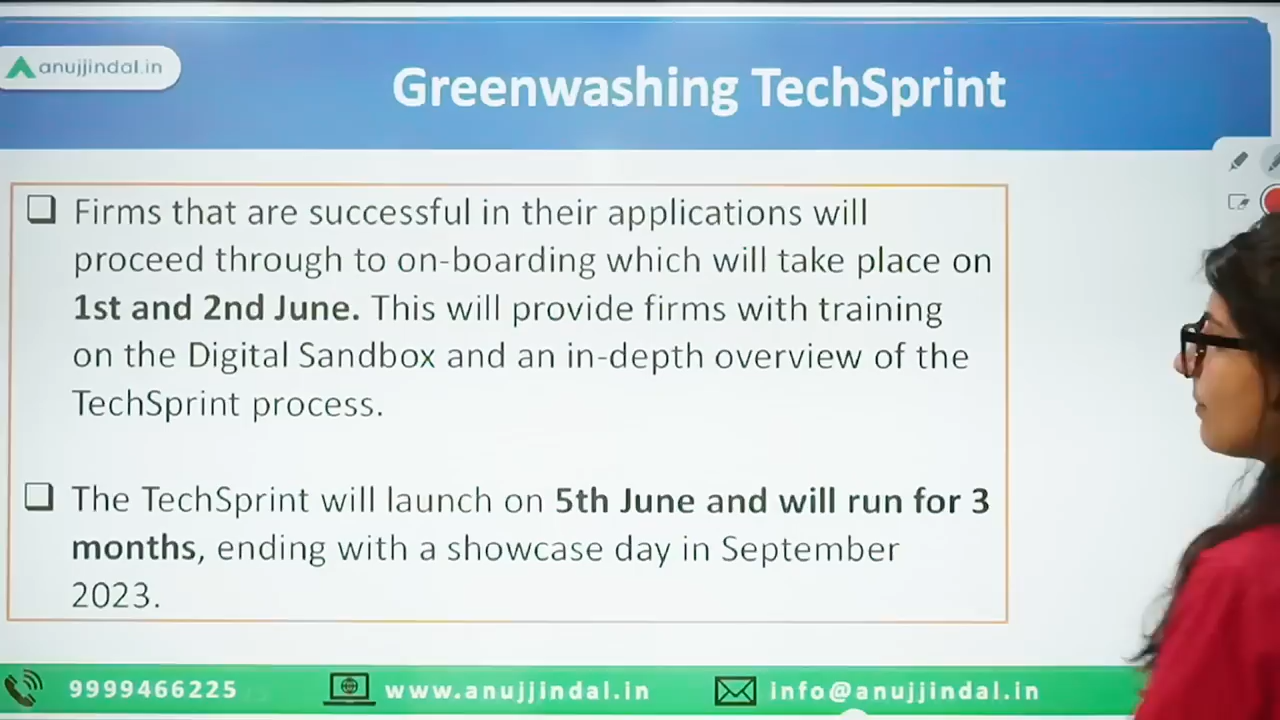 anujjindal.in
Greenwashing TechSprint
Firms that are successful in their applications will
proceed through to on-boarding which will take place on
1st and 2nd June. This will provide firms with training
on the Digital Sandbox and an in-depth overview of the
TechSprint process.
The TechSprint will launch on 5th June and will run for 3
months, ending with a showcase day in September
2023.
9999466225
www.anujjindal.in
info@anujjindal.in